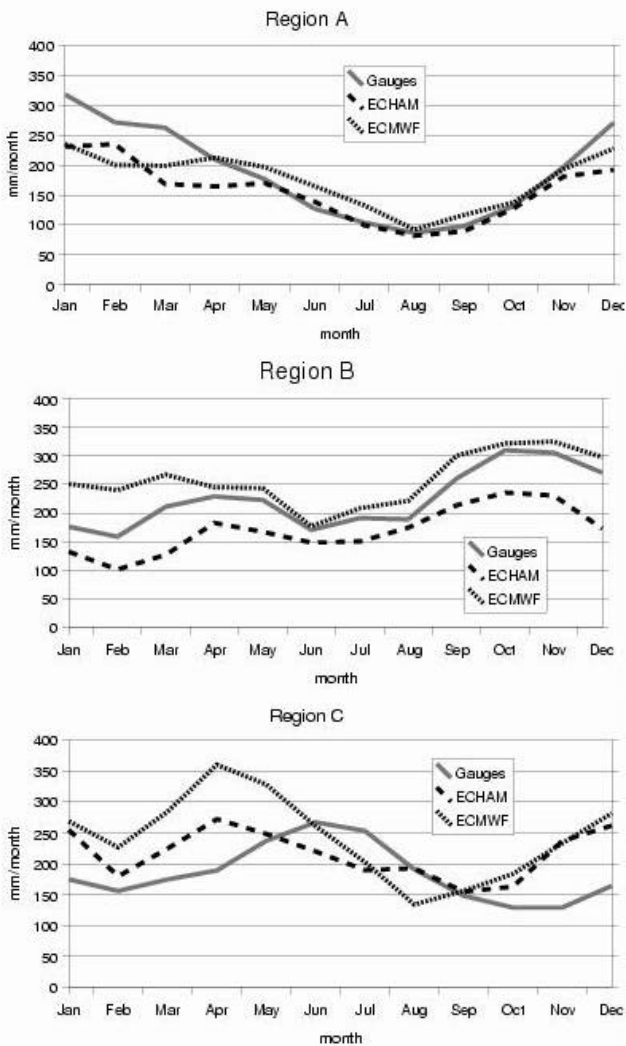 Region A
400
350
300
250
200
150
100
50
0
mm/month
Gauges
ECHAM
ECMWF
Jan Feb Mar Apr May Jun Jul Aug Sep Oct Nov Dec
month
Region B
400
350
300
250
200
150
100
50
0
mm/month
Gauges
ECHAM
ECMWF
Jan Feb Mar Apr May Jun Jul Aug Sep Oct Nov Dec
month
Region C
400
350
300
250
200
150
100
50
0
mm/month
Gauges
ECHAM
ECMWF
Jan Feb Mar Apr May Jun Jul Aug Sep Oct Nov Dec
month